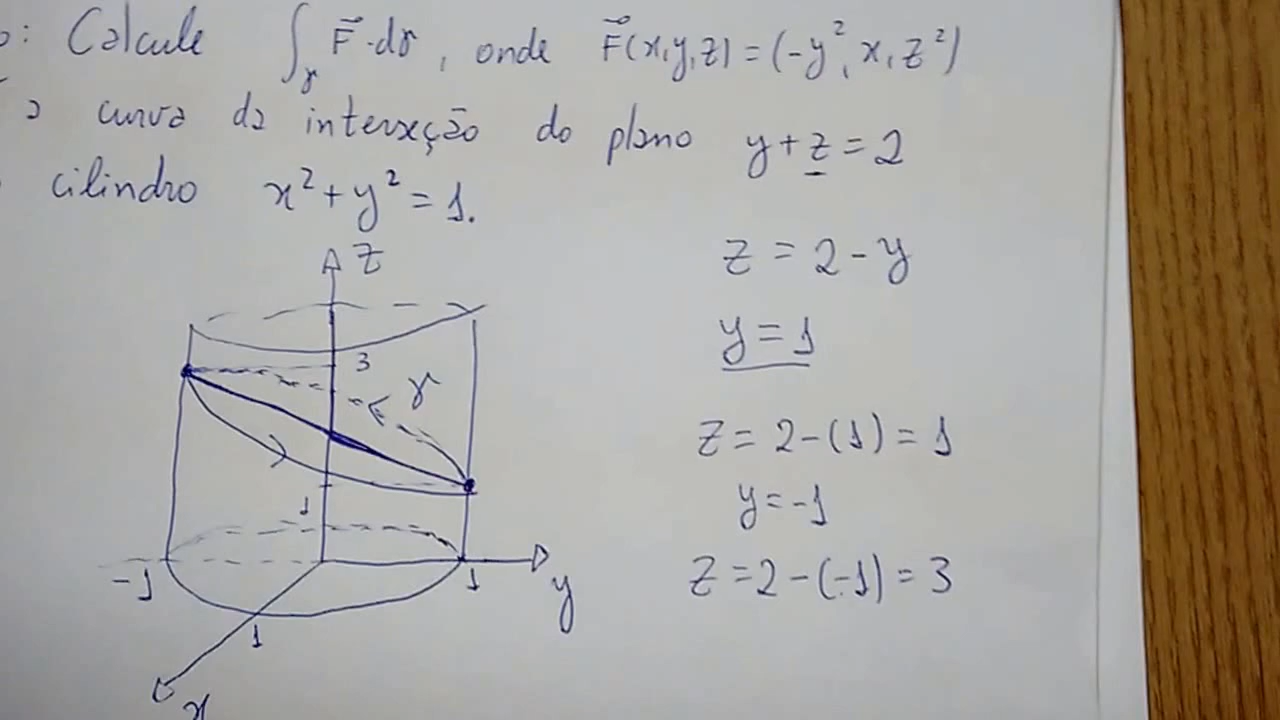 o: Calcule ∫γ F⃗·dr, onde F⃗(x,y,z) = (-y², x, z²)
a curva da interseção do plano y + z = 2
cilindro x² + y² = 1.
z
3
γ
1
-1
1
y
1
x
z = 2 - y
y = 1
z = 2 - (1) = 1
y = -1
z = 2 - (-1) = 3